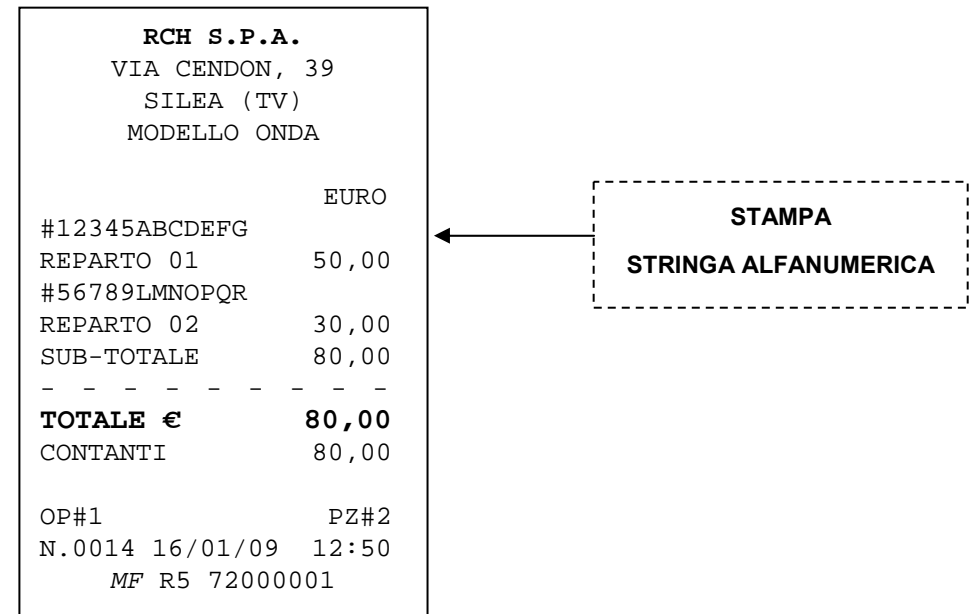 RCH S.P.A.
VIA CENDON, 39
SILEA (TV)
MODELLO ONDA
EURO
#12345ABCDEFG
REPARTO 01 50,00
#56789LMNOPQR
REPARTO 02 30,00
SUB-TOTALE 80,00
- - - - - - - - -
TOTALE € 80,00
CONTANTI 80,00
OP#1 PZ#2
N.0014 16/01/09 12:50
MF R5 72000001
STAMPA
STRINGA ALFANUMERICA